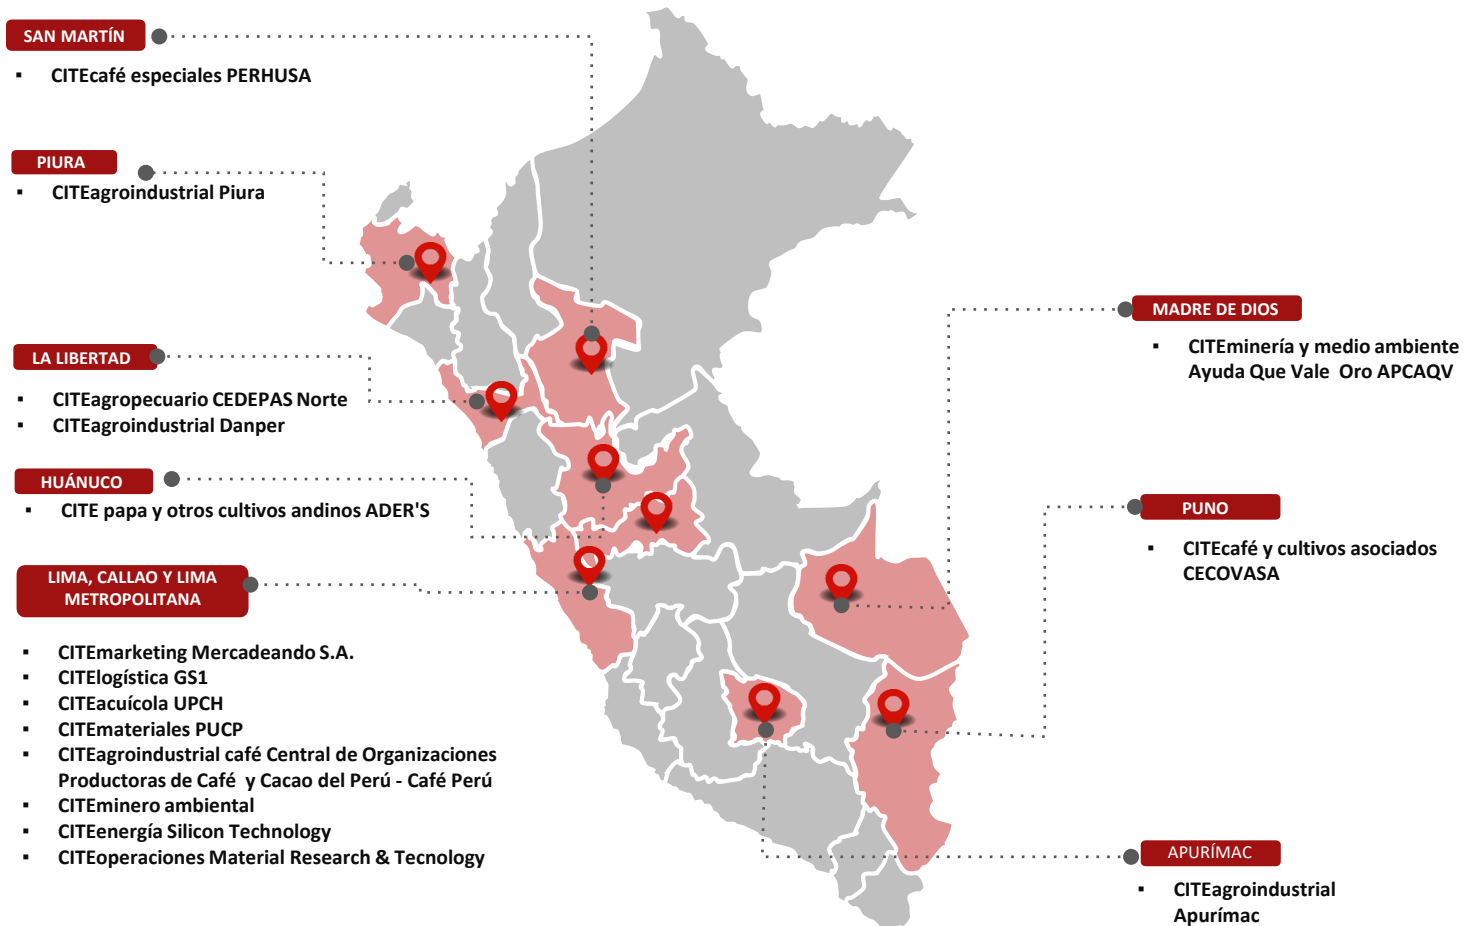 SAN MARTÍN
▪ CITEcafé especiales PERHUSA
PIURA
▪ CITEagroindustrial Piura
LA LIBERTAD
▪ CITEagropecuario CEDEPAS Norte
▪ CITEagroindustrial Danper
HUÁNUCO
▪ CITE papa y otros cultivos andinos ADER'S
LIMA, CALLAO Y LIMA
METROPOLITANA
▪ CITEmarketing Mercadeando S.A.
▪ CITElogística GS1
▪ CITEacuícola UPCH
▪ CITEmateriales PUCP
▪ CITEagroindustrial café Central de Organizaciones
Productoras de Café y Cacao del Perú - Café Perú
▪ CITEminero ambiental
▪ CITEenergía Silicon Technology
▪ CITEoperaciones Material Research & Tecnology
MADRE DE DIOS
▪ CITEminería y medio ambiente
Ayuda Que Vale Oro APCAQV
PUNO
▪ CITEcafé y cultivos asociados
CECOVASA
APURÍMAC
▪ CITEagroindustrial
Apurímac